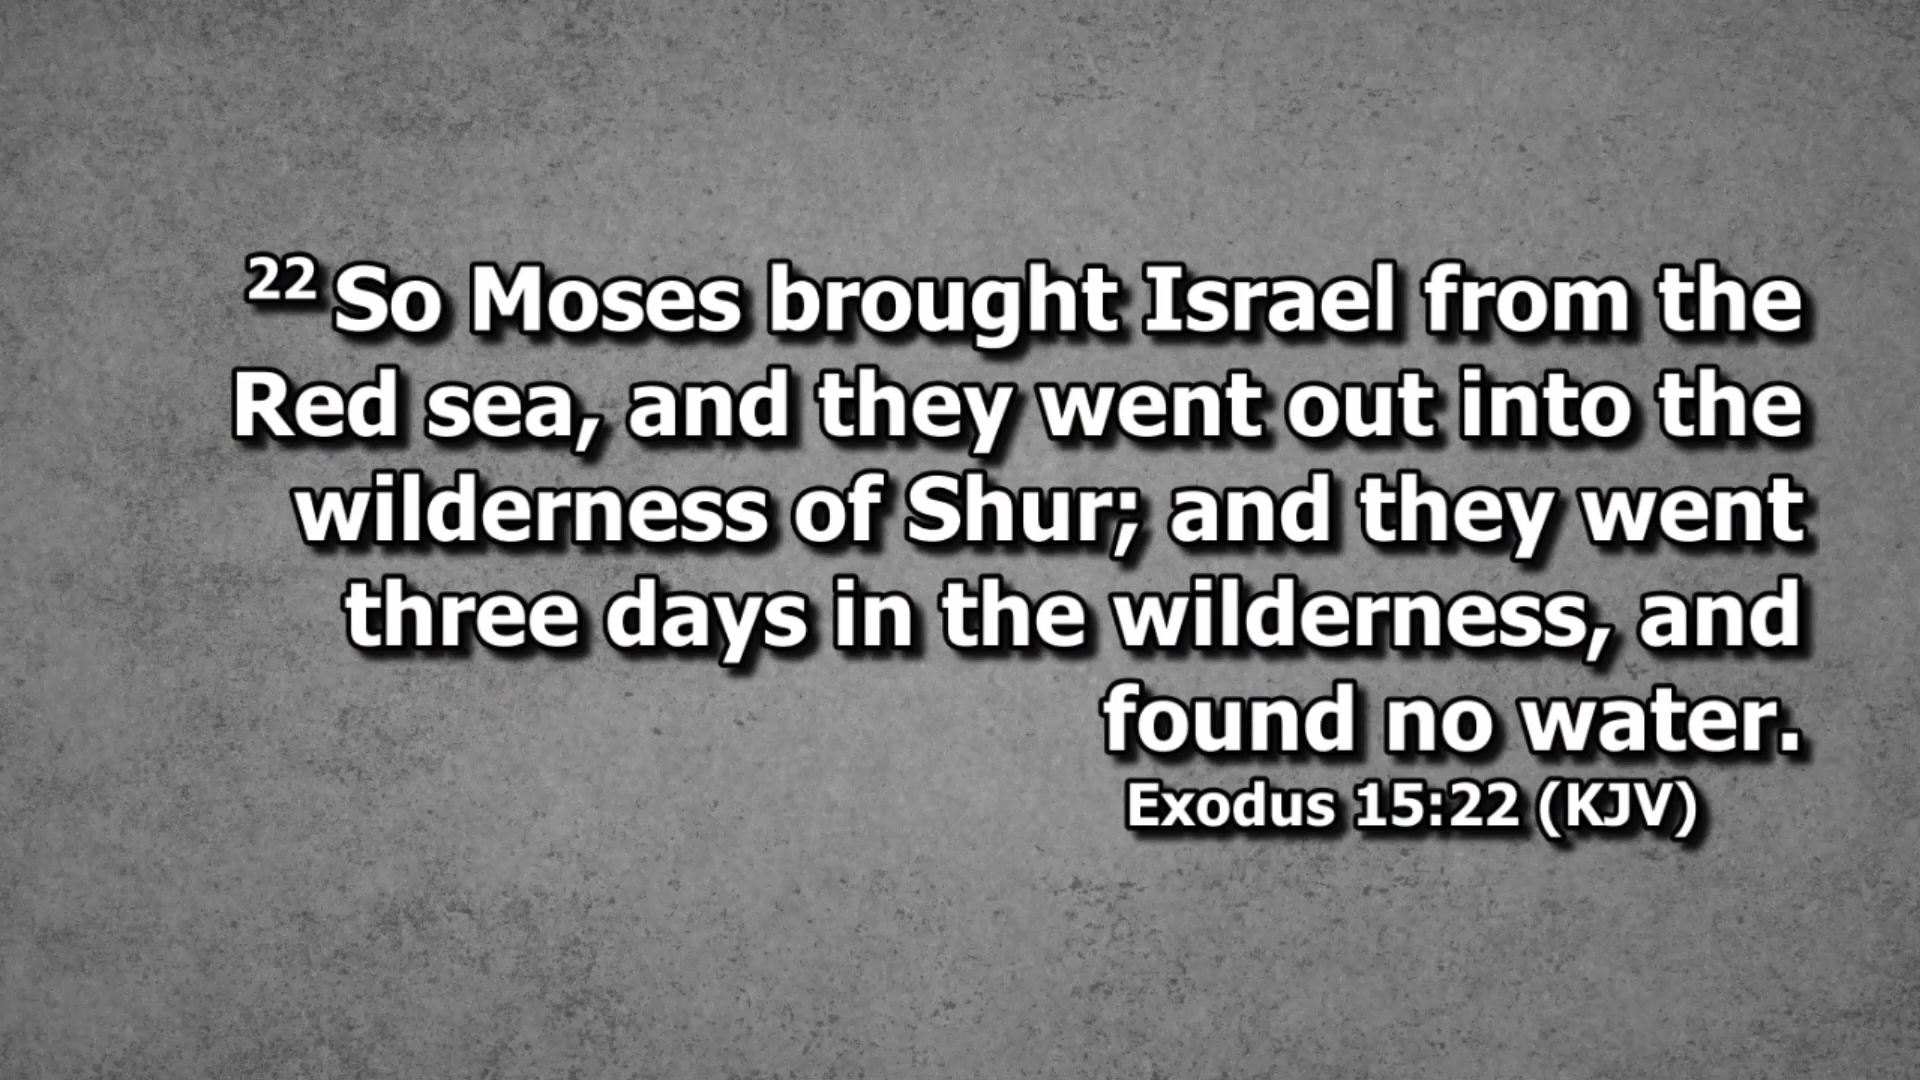 22 So Moses brought Israel from the
Red sea, and they went out into the
wilderness of Shur; and they went
three days in the wilderness, and
found no water.
Exodus 15:22 (KJV)